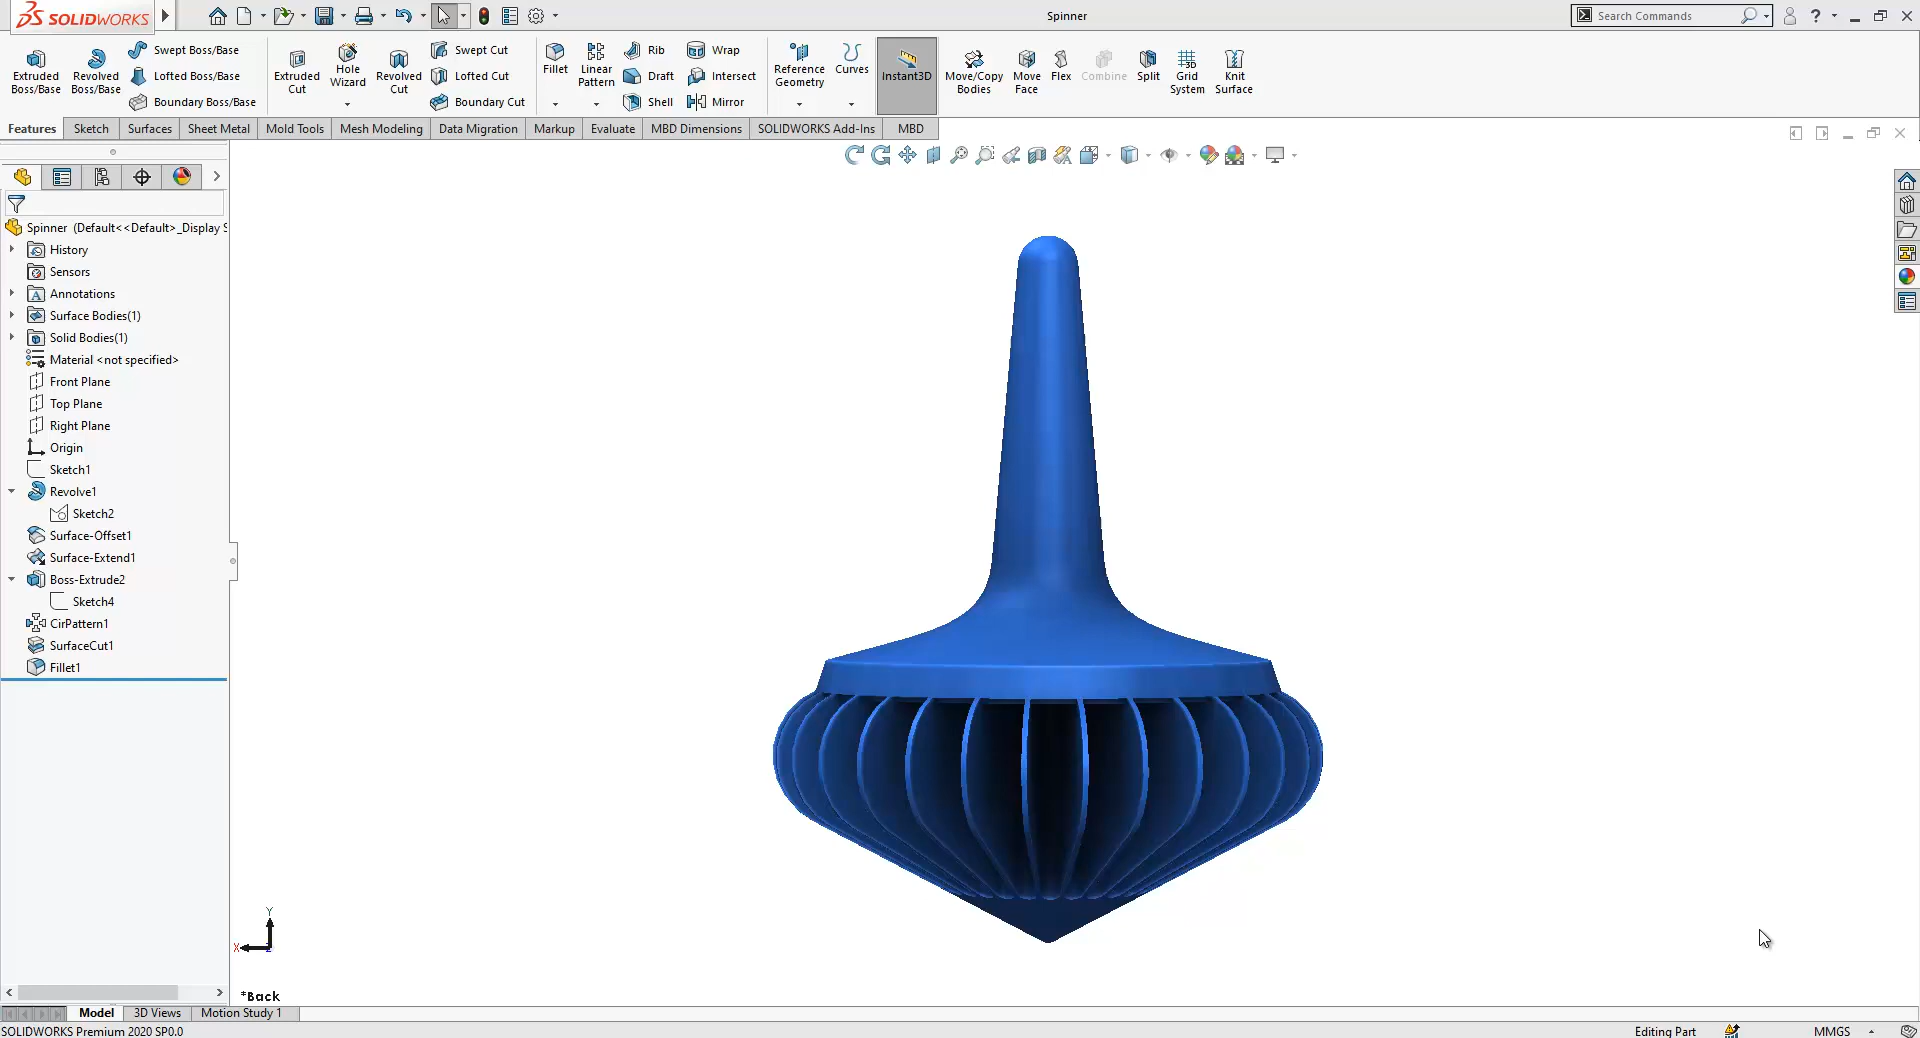 SOLIDWORKS
Spinner
Search Commands
Extruded Boss/Base
Revolved Boss/Base
Swept Boss/Base
Lofted Boss/Base
Boundary Boss/Base
Extruded Cut
Hole Wizard
Revolved Cut
Swept Cut
Lofted Cut
Boundary Cut
Fillet
Linear Pattern
Rib
Draft
Shell
Wrap
Intersect
Mirror
Reference Geometry
Curves
Instant3D
Move/Copy Bodies
Move Face
Flex
Combine
Split
Grid System
Knit Surface
Features
Sketch
Surfaces
Sheet Metal
Mold Tools
Mesh Modeling
Data Migration
Markup
Evaluate
MBD Dimensions
SOLIDWORKS Add-Ins
MBD
Spinner (Default<<Default>_Display S
History
Sensors
Annotations
Surface Bodies(1)
Solid Bodies(1)
Material <not specified>
Front Plane
Top Plane
Right Plane
Origin
Sketch1
Revolve1
Sketch2
Surface-Offset1
Surface-Extend1
Boss-Extrude2
Sketch4
CirPattern1
SurfaceCut1
Fillet1
Y
X
*Back
Model
3D Views
Motion Study 1
SOLIDWORKS Premium 2020 SP0.0
Editing Part
MMGS